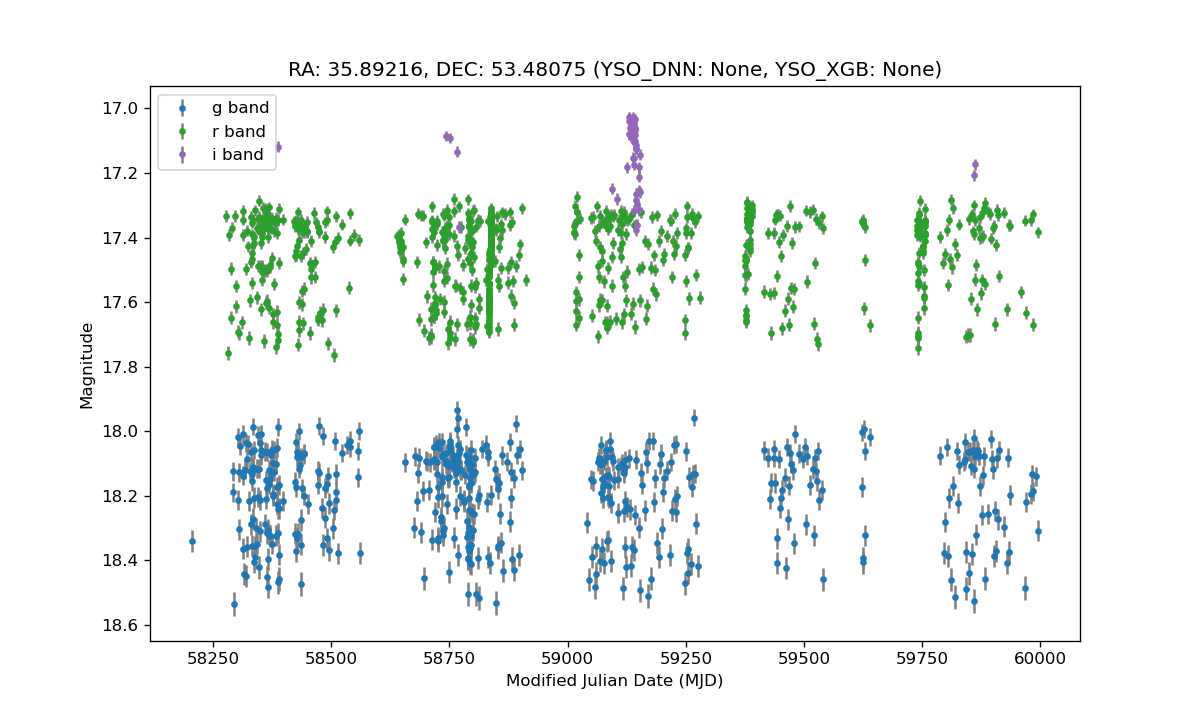 RA: 35.89216, DEC: 53.48075 (YSO_DNN: None, YSO_XGB: None)
g band
r band
i band
17.0
17.2
17.4
17.6
17.8
18.0
18.2
18.4
18.6
Magnitude
58250 58500 58750 59000 59250 59500 59750 60000
Modified Julian Date (MJD)